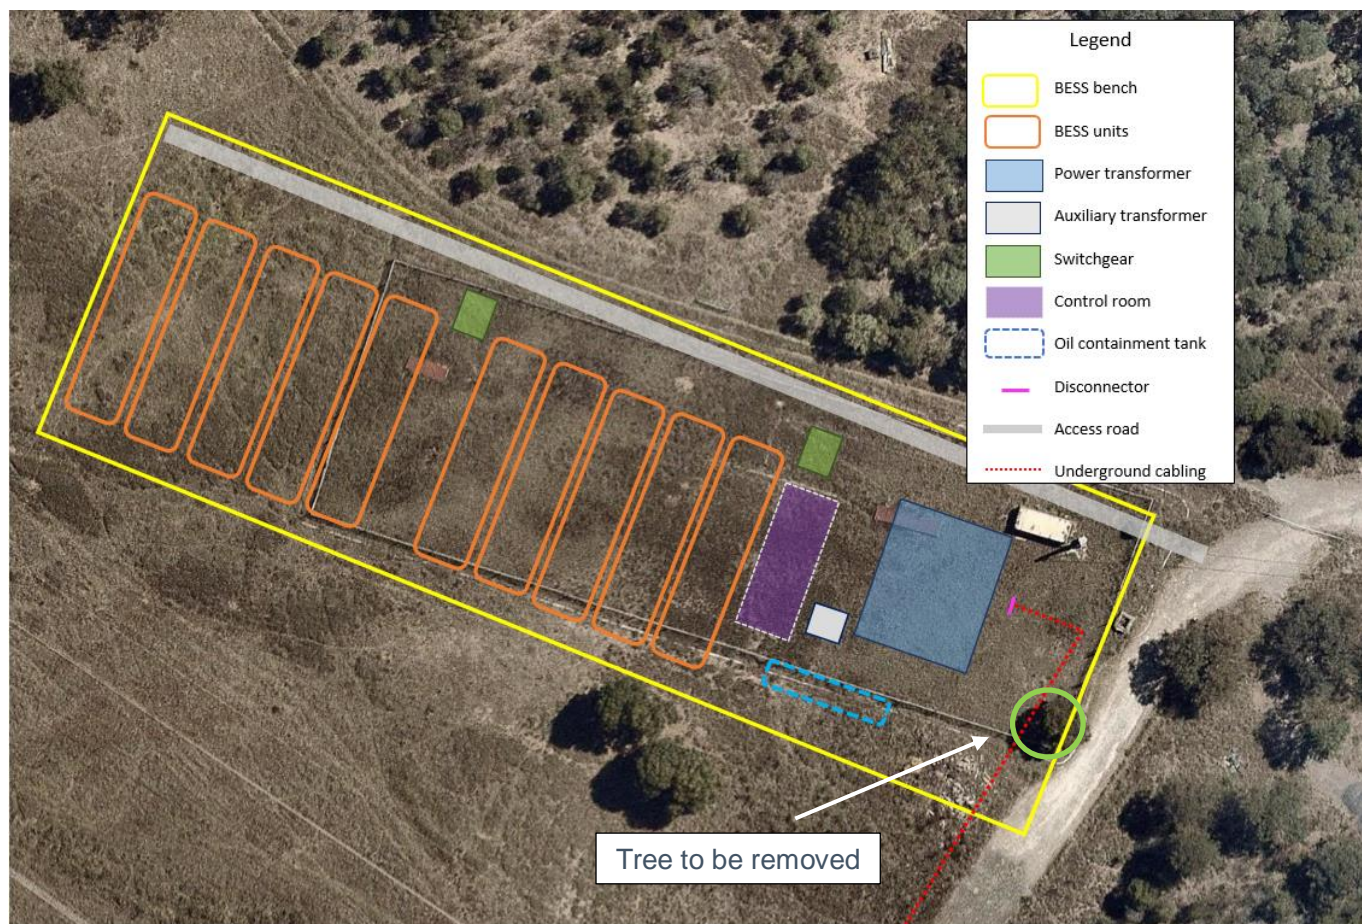 Legend
BESS bench
BESS units
Power transformer
Auxiliary transformer
Switchgear
Control room
Oil containment tank
Disconnector
Access road
Underground cabling
Tree to be removed